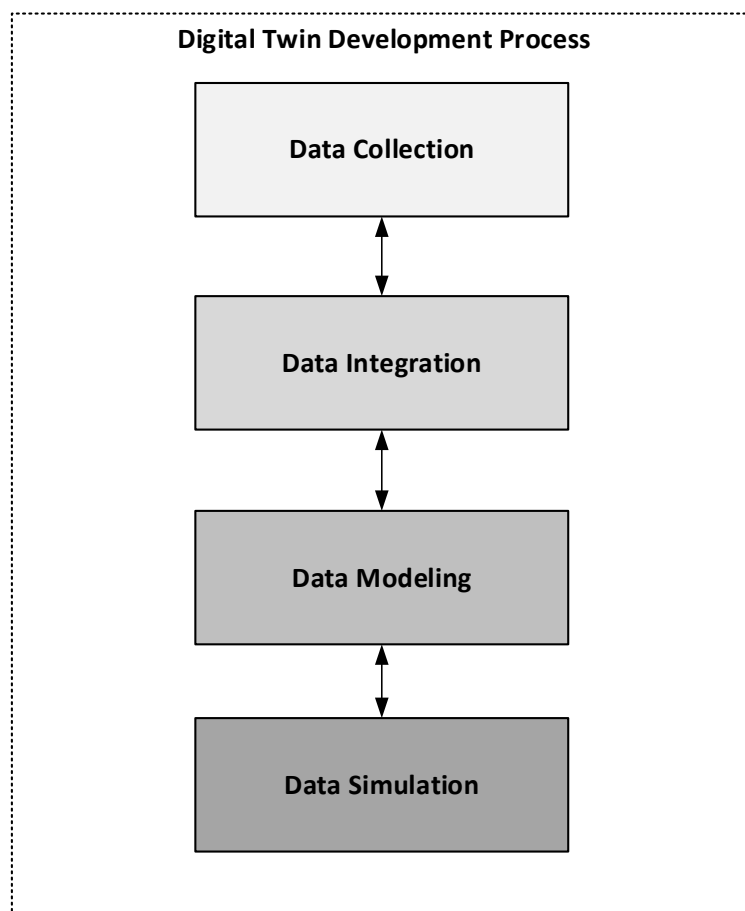 Digital Twin Development Process
Data Collection
Data Integration
Data Modeling
Data Simulation